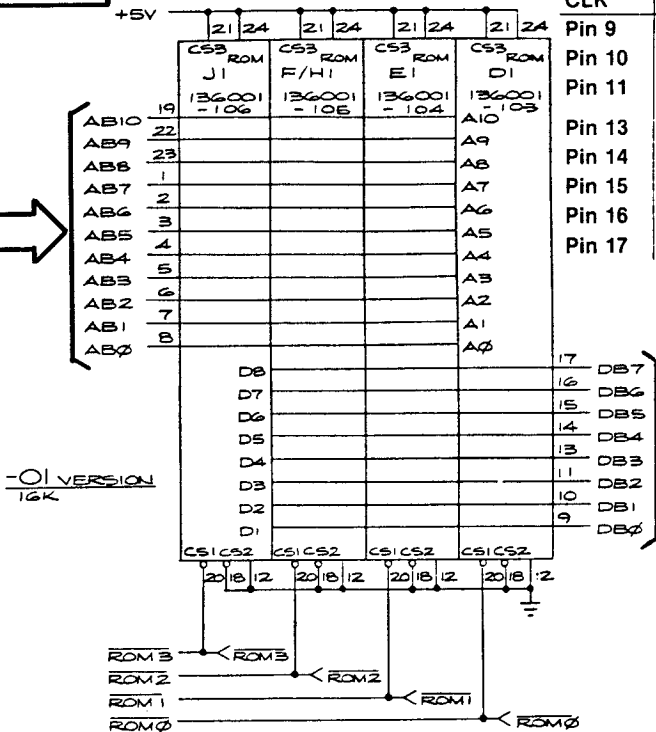 +5V
21 24 21 24 21 24 21 24
CS3 ROM CS3 ROM CS3 ROM CS3 ROM
J1 F/H1 E1 D1
136001 -106 136001 -105 136001 -104 136001 -103
CLK
Pin 9
Pin 10
Pin 11
Pin 13
Pin 14
Pin 15
Pin 16
Pin 17
AB10 19 A10
AB9 22 A9
AB8 23 A8
AB7 1 A7
AB6 2 A6
AB5 3 A5
AB4 4 A4
AB3 5 A3
AB2 6 A2
AB1 7 A1
ABØ 8 AØ
D8 17 DB7
D7 16 DB6
D6 15 DB5
D5 14 DB4
D4 13 DB3
D3 11 DB2
D2 10 DB1
D1 9 DBØ
-01 VERSION
16K
CS1 CS2 CS1 CS2 CS1 CS2 CS1 CS2
20 18 12 20 18 12 20 18 12 20 18 12
ROM3 ROM3
ROM2 ROM2
ROM1 ROM1
ROMØ ROMØ